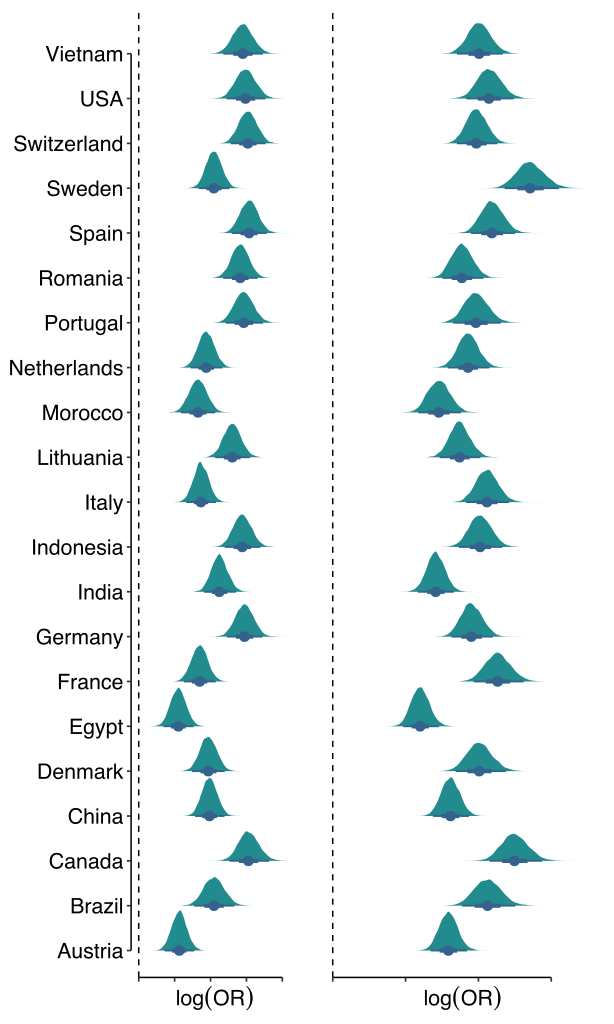 Vietnam
USA
Switzerland
Sweden
Spain
Romania
Portugal
Netherlands
Morocco
Lithuania
Italy
Indonesia
India
Germany
France
Egypt
Denmark
China
Canada
Brazil
Austria
log(OR) log(OR)